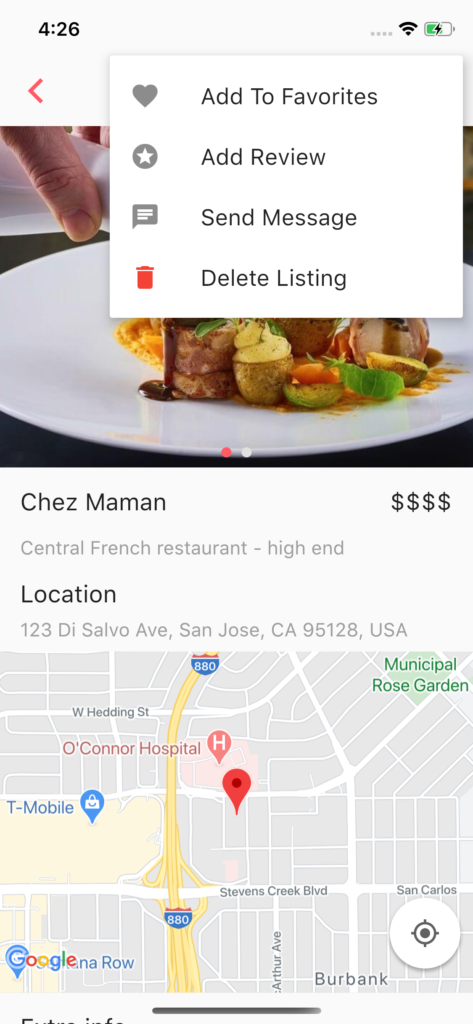 4:26
Add To Favorites
Add Review
Send Message
Delete Listing
Chez Maman
$$$$
Central French restaurant - high end
Location
123 Di Salvo Ave, San Jose, CA 95128, USA
880
Municipal
Rose Garden
W Hedding St
O'Connor Hospital
H
T-Mobile
Stevens Creek Blvd
San Carlos
880
Google
ana Row
Arthur Ave
Burbank
Extra info